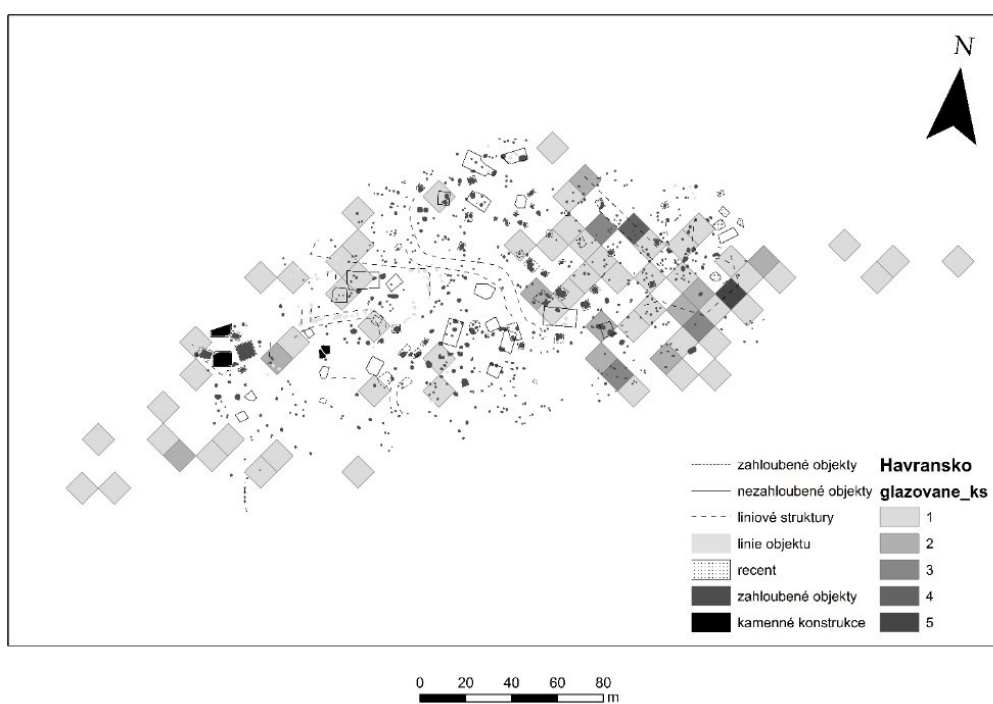 N
zahloubené objekty
nezahloubené objekty
liniové struktury
linie objektu
recent
zahloubené objekty
kamenné konstrukce
Havransko
glazovane_ks
1
2
3
4
5
0 20 40 60 80
m